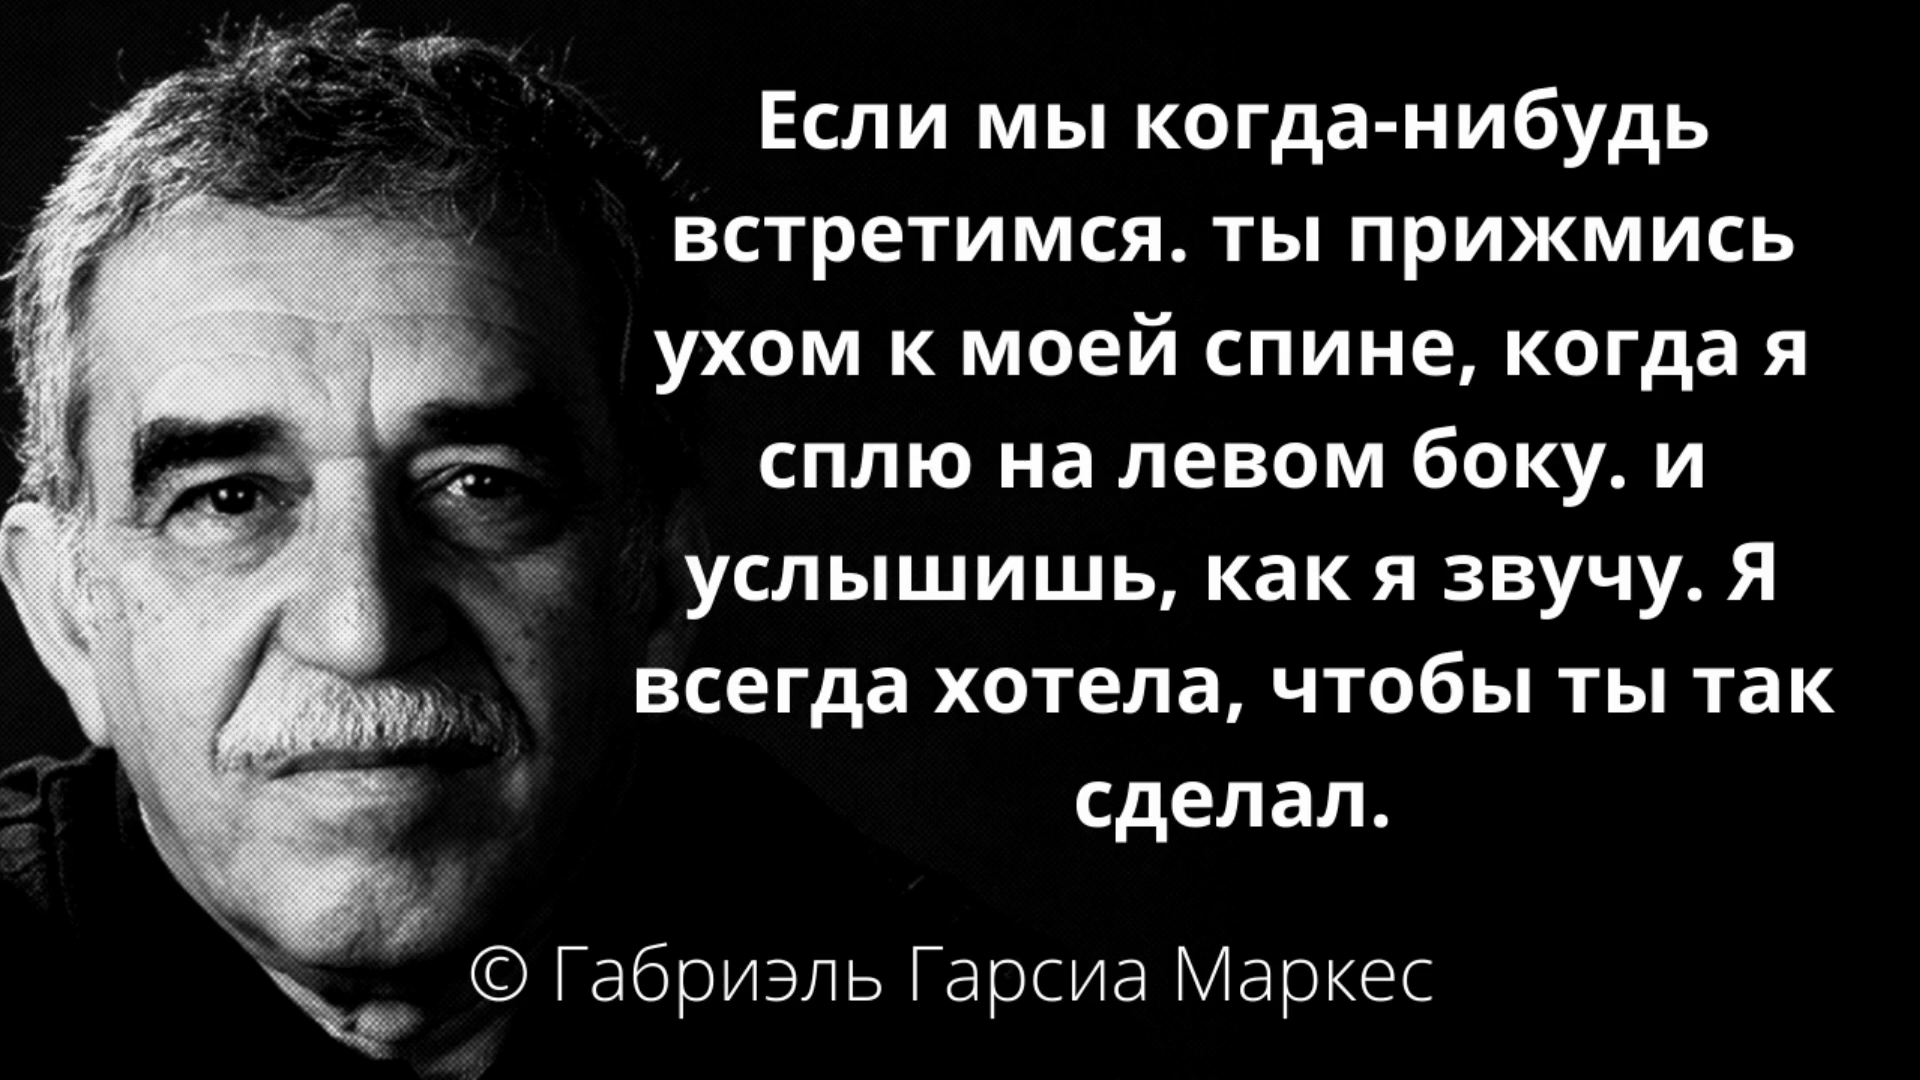 Если мы когда-нибудь
встретимся. ты прижмись
ухом к моей спине, когда я
сплю на левом боку. и
услышишь, как я звучу. Я
всегда хотела, чтобы ты так
сделал.
© Габриэль Гарсиа Маркес